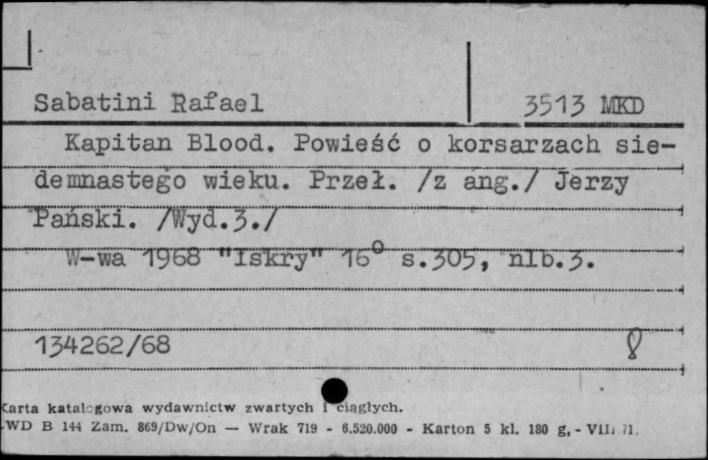 Sabatini Rafael 3513 MKD
Kapitan Blood. Powieść o korsarzach sie-
demnastego wieku. Przeł. /z ang./ Jerzy
Pański. /Wyd.3./
W-wa 1968 "Iskry" 16° s.305, nlb.3.
134262/68
Karta katalogowa wydawnictw zwartych i ciągłych.
WD B 144 Zam. 869/Dw/On — Wrak 719 - 6.520.000 - Karton 5 kl. 180 g, - VIII 71.